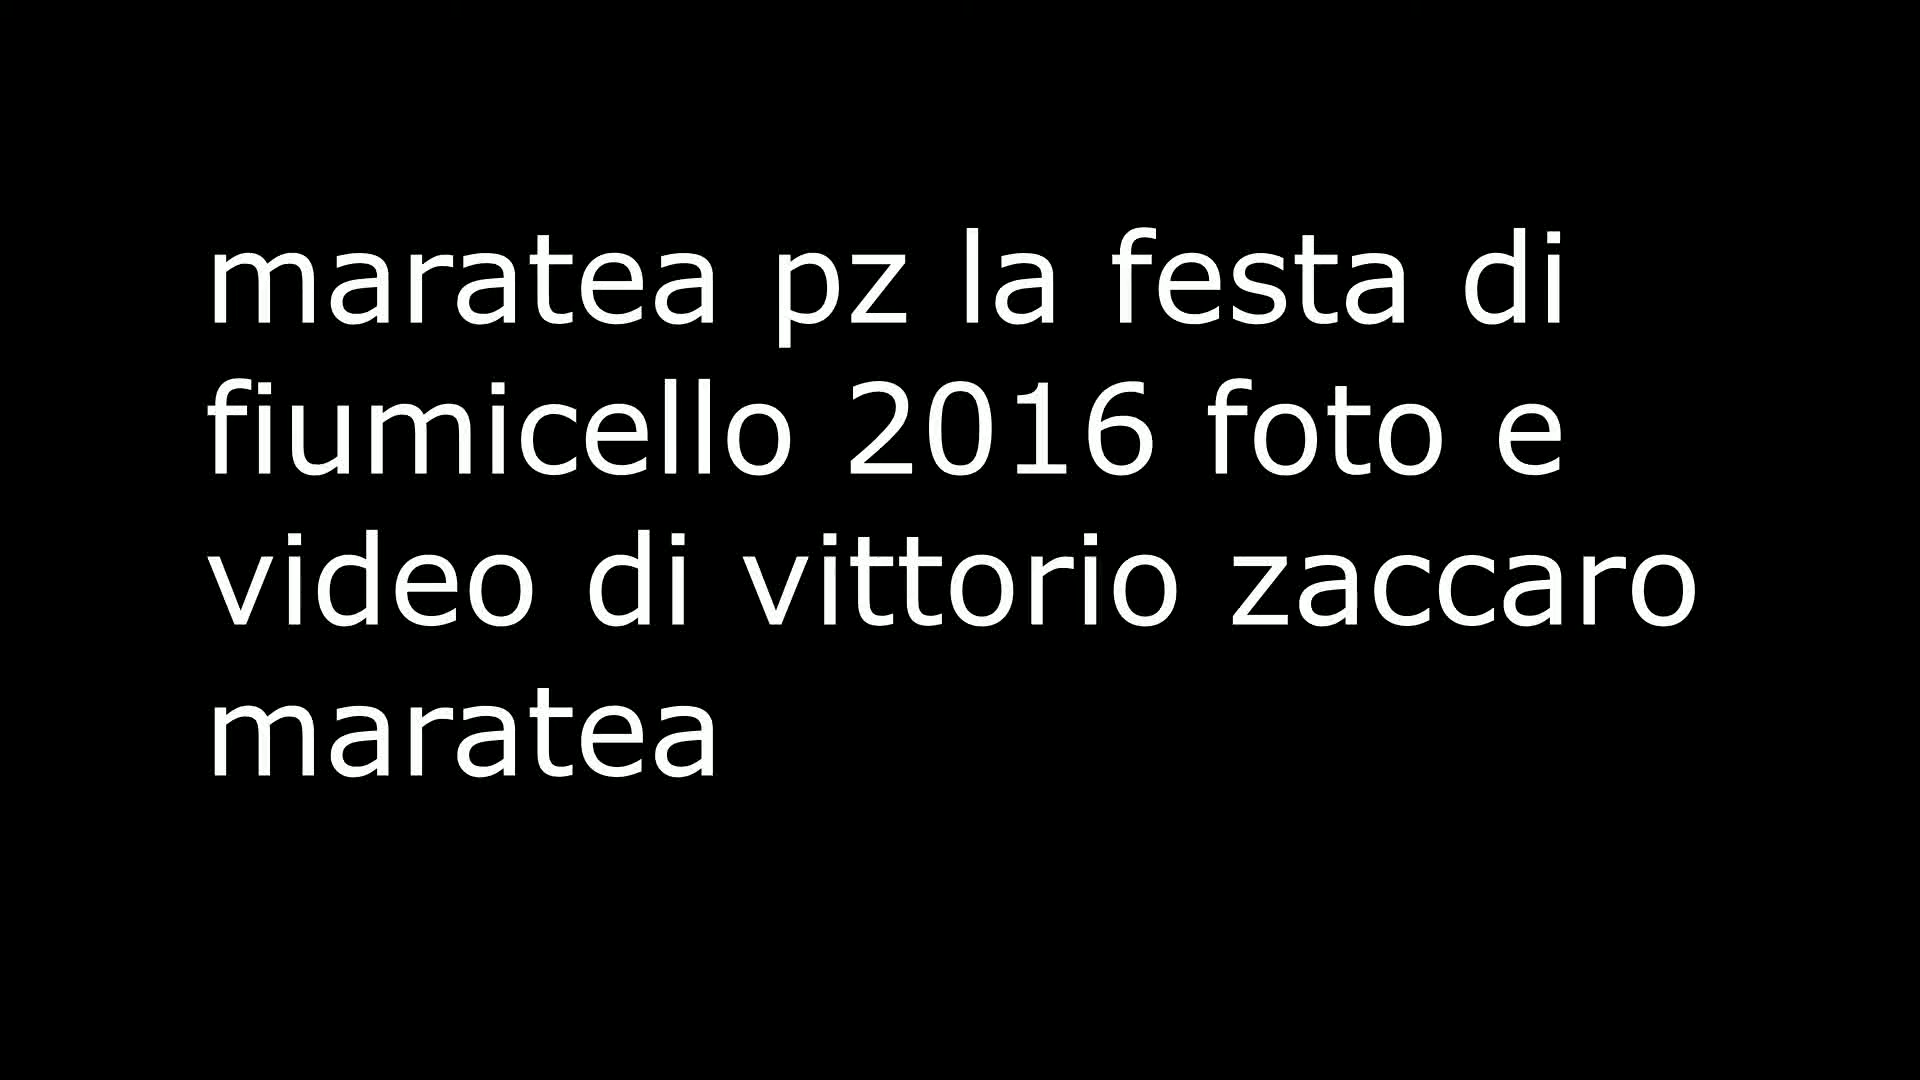 maratea pz la festa di
fiumicello 2016 foto e
video di vittorio zaccaro
maratea